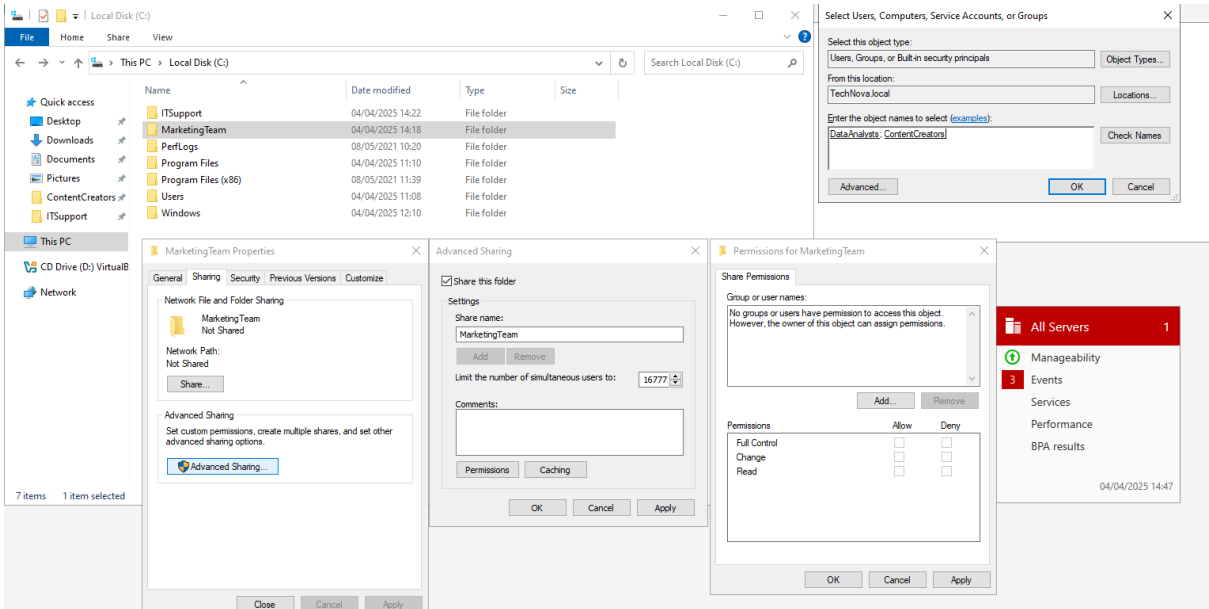 Local Disk (C:)
File Home Share View
This PC > Local Disk (C:)
Search Local Disk (C:)
Name Date modified Type Size
Quick access
Desktop
Downloads
Documents
Pictures
ContentCreators
ITSupport
This PC
CD Drive (D:) VirtualB
Network
ITSupport 04/04/2025 14:22 File folder
MarketingTeam 04/04/2025 14:18 File folder
PerfLogs 08/05/2021 10:20 File folder
Program Files 04/04/2025 11:10 File folder
Program Files (x86) 08/05/2021 11:39 File folder
Users 04/04/2025 11:08 File folder
Windows 04/04/2025 12:10 File folder
7 items 1 item selected
Select Users, Computers, Service Accounts, or Groups
Select this object type:
Users, Groups, or Built-in security principals
Object Types...
From this location:
TechNova.local
Locations...
Enter the object names to select (examples):
DataAnalysts; ContentCreators
Check Names
Advanced...
OK
Cancel
MarketingTeam Properties
General Sharing Security Previous Versions Customize
Network File and Folder Sharing
MarketingTeam
Not Shared
Network Path:
Not Shared
Share...
Advanced Sharing
Set custom permissions, create multiple shares, and set other
advanced sharing options.
Advanced Sharing...
Close Cancel Apply
Advanced Sharing
Share this folder
Settings
Share name:
MarketingTeam
Add Remove
Limit the number of simultaneous users to:
16777
Comments:
Permissions Caching
OK Cancel Apply
Permissions for MarketingTeam
Share Permissions
Group or user names:
No groups or users have permission to access this object.
However, the owner of this object can assign permissions.
Add... Remove
Permissions Allow Deny
Full Control
Change
Read
OK Cancel Apply
All Servers 1
Manageability
3 Events
Services
Performance
BPA results
04/04/2025 14:47